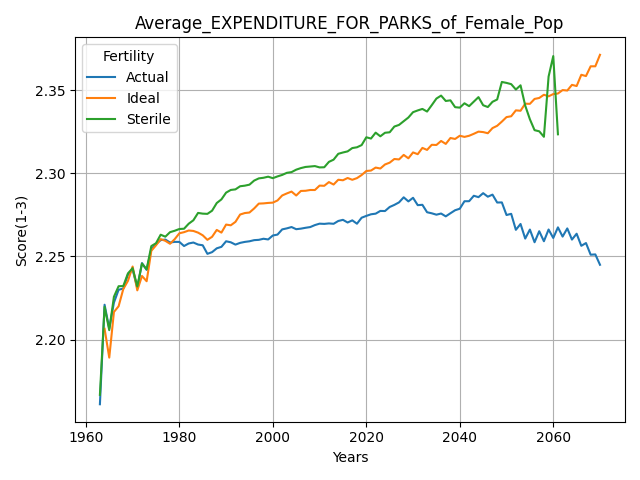 Average_EXPENDITURE_FOR_PARKS_of_Female_Pop
Fertility
Actual
Ideal
Sterile
Score(1-3)
2.35
2.30
2.25
2.20
1960 1980 2000 2020 2040 2060
Years